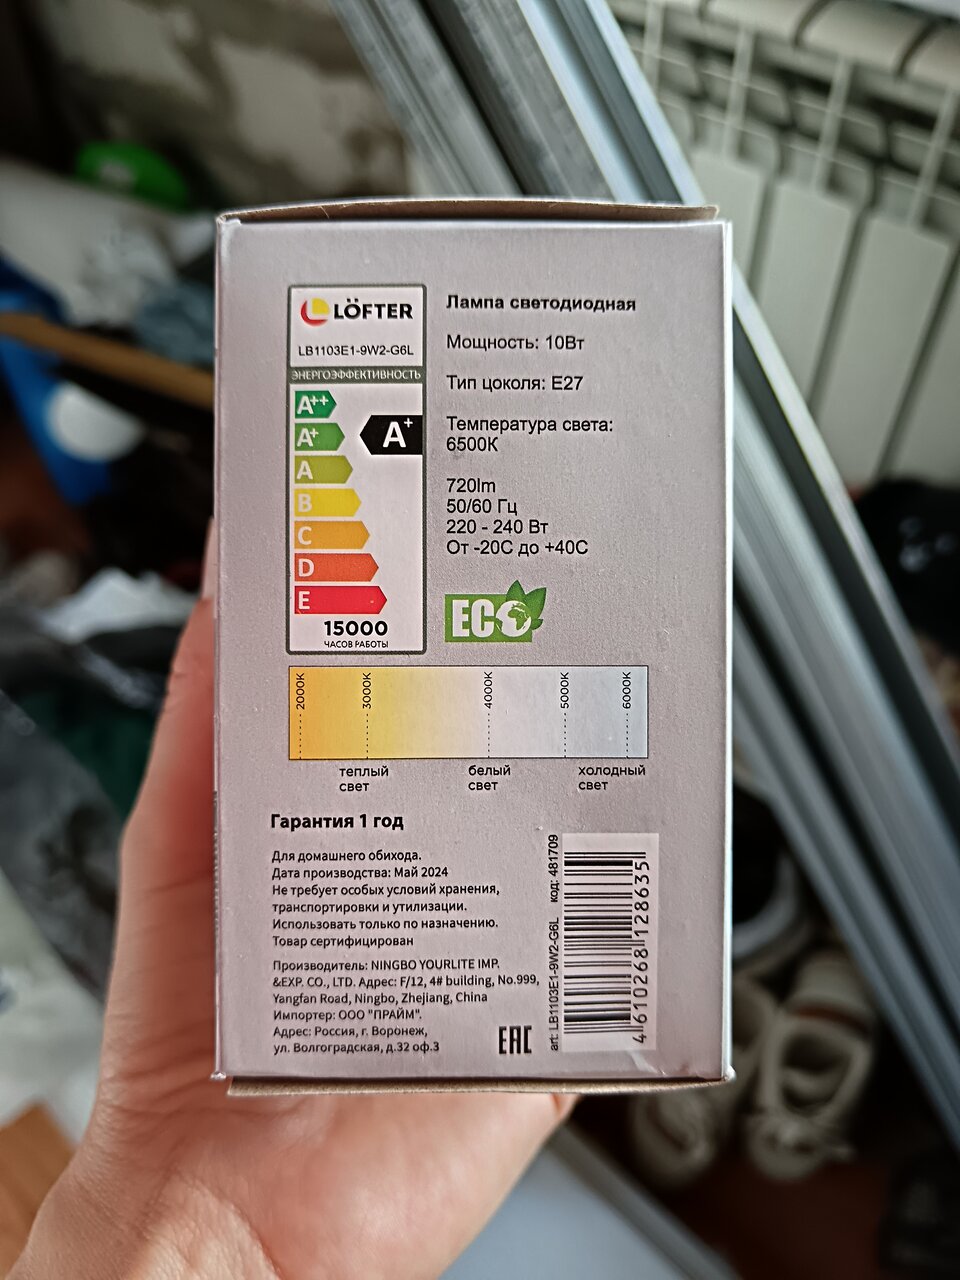 LÖFTER
LB1103E1-9W2-G6L
ЭНЕРГОЭФФЕКТИВНОСТЬ
A++
A+
A+
A
B
C
D
E
15000
ЧАСОВ РАБОТЫ
Лампа светодиодная
Мощность: 10Вт
Тип цоколя: E27
Температура света:
6500К
720lm
50/60 Гц
220 - 240 Вт
От -20С до +40С
ECO
2000K
3000K
4000K
5000K
6000K
теплый
свет
белый
свет
холодный
свет
Гарантия 1 год
Для домашнего обихода.
Дата производства: Май 2024
Не требует особых условий хранения,
транспортировки и утилизации.
Использовать только по назначению.
Товар сертифицирован
Производитель: NINGBO YOURLITE IMP.
&EXP. CO., LTD. Адрес: F/12, 4# building, No.999,
Yangfan Road, Ningbo, Zhejiang, China
Импортер: ООО "ПРАЙМ".
Адрес: Россия, г. Воронеж,
ул. Волгоградская, д.32 оф.3
EAC
art: LB1103E1-9W2-G6L код: 481709
4 610268 128635